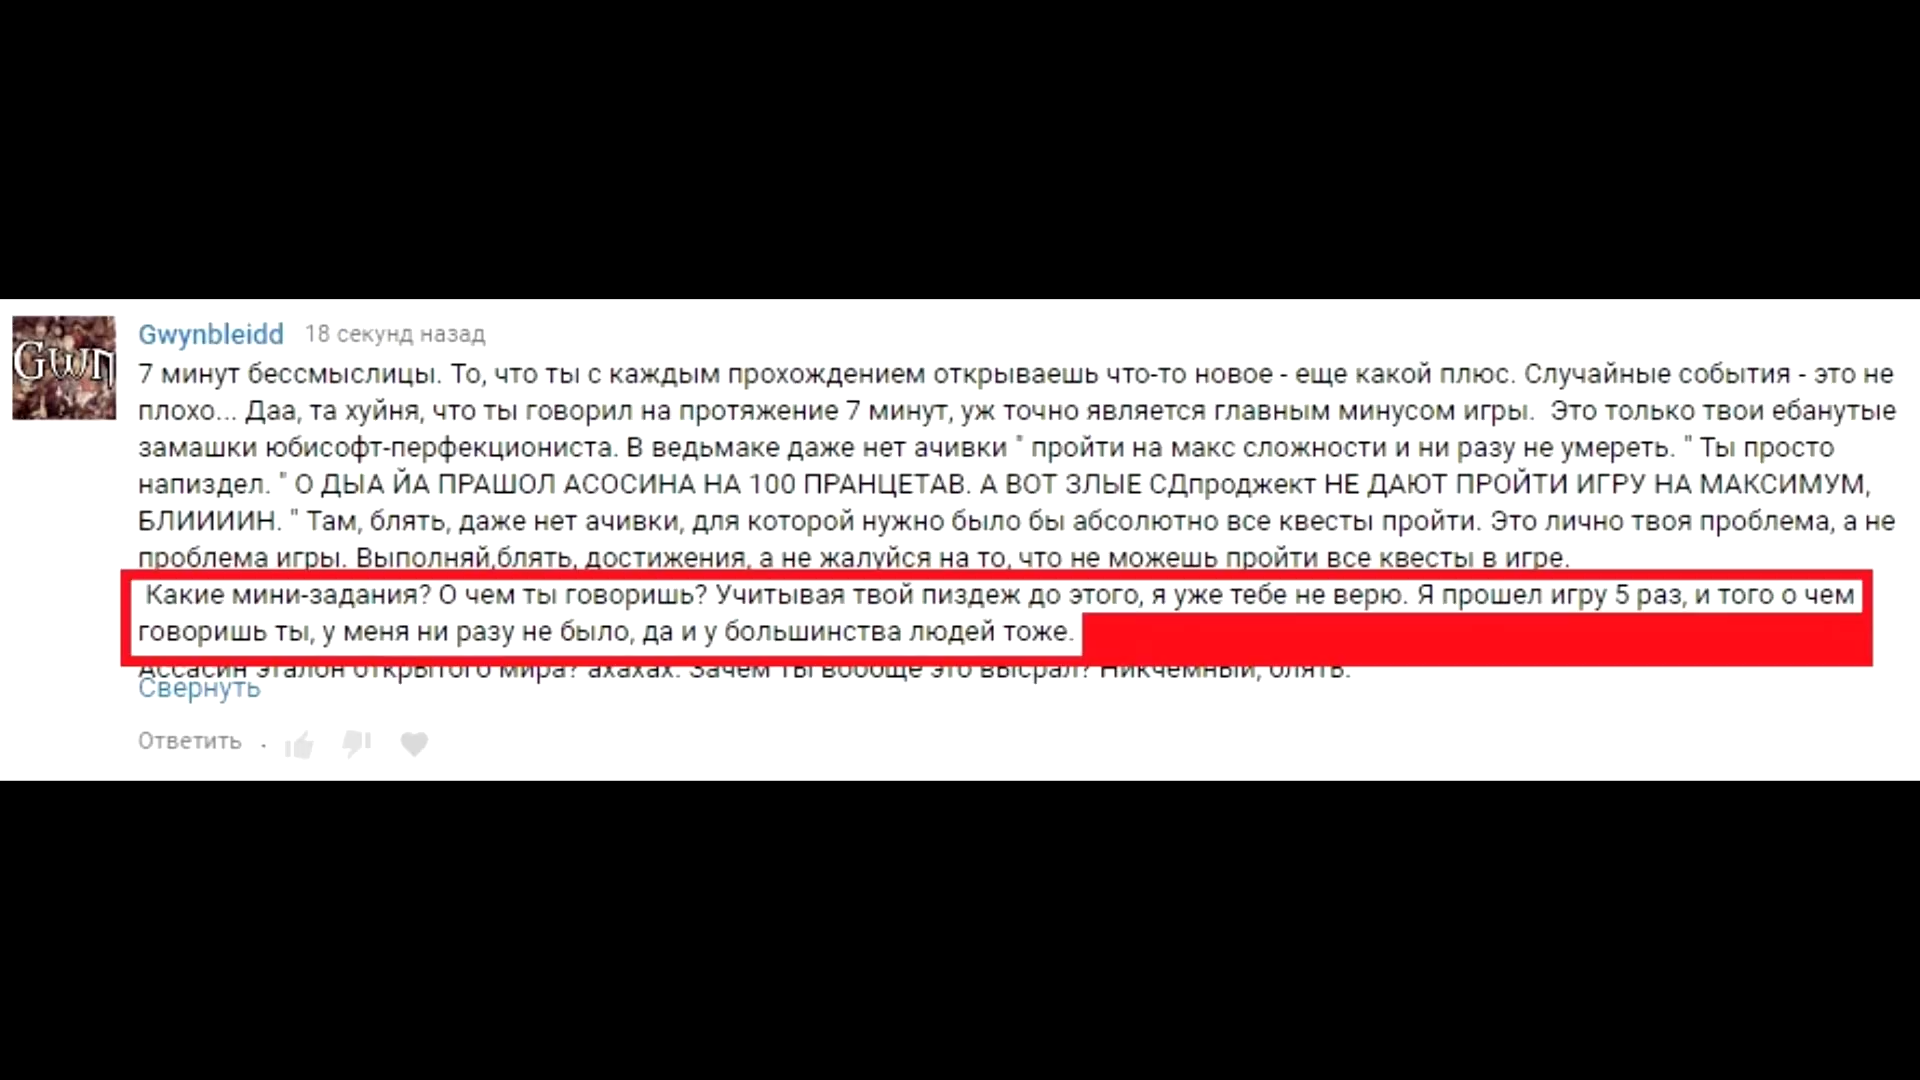 GWN
Gwynbleidd 18 секунд назад
7 минут бессмыслицы. То, что ты с каждым прохождением открываешь что-то новое - еще какой плюс. Случайные события - это не
плохо... Даа, та хуйня, что ты говорил на протяжение 7 минут, уж точно является главным минусом игры. Это только твои ебанутые
замашки юбисофт-перфекциониста. В ведьмаке даже нет ачивки " пройти на макс сложности и ни разу не умереть. " Ты просто
напиздел. " О ДЫА ЙА ПРАШОЛ АСОСИНА НА 100 ПРАНЦЕТАВ. А ВОТ ЗЛЫЕ СДпроджект НЕ ДАЮТ ПРОЙТИ ИГРУ НА МАКСИМУМ,
БЛИИИИН. " Там, блять, даже нет ачивки, для которой нужно было бы абсолютно все квесты пройти. Это лично твоя проблема, а не
проблема игры. Выполняй,блять, достижения, а не жалуйся на то, что не можешь пройти все квесты в игре.
Какие мини-задания? О чем ты говоришь? Учитывая твой пиздеж до этого, я уже тебе не верю. Я прошел игру 5 раз, и того о чем
говоришь ты, у меня ни разу не было, да и у большинства людей тоже.
Ассасин эталон открытого мира? ахахах. Зачем ты вообще это высрал? Никчемный, блять.
Свернуть
Ответить